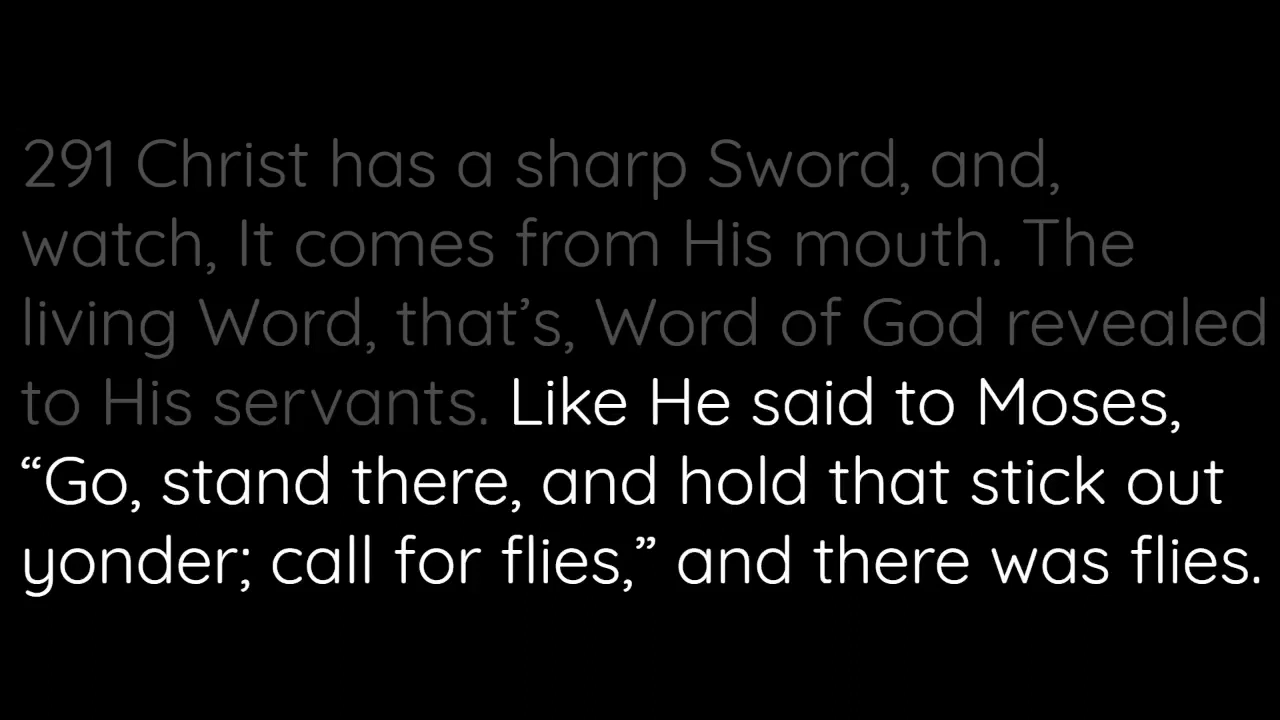 291 Christ has a sharp Sword, and,
watch, It comes from His mouth. The
living Word, that’s, Word of God revealed
to His servants. Like He said to Moses,
“Go, stand there, and hold that stick out
yonder; call for flies,” and there was flies.